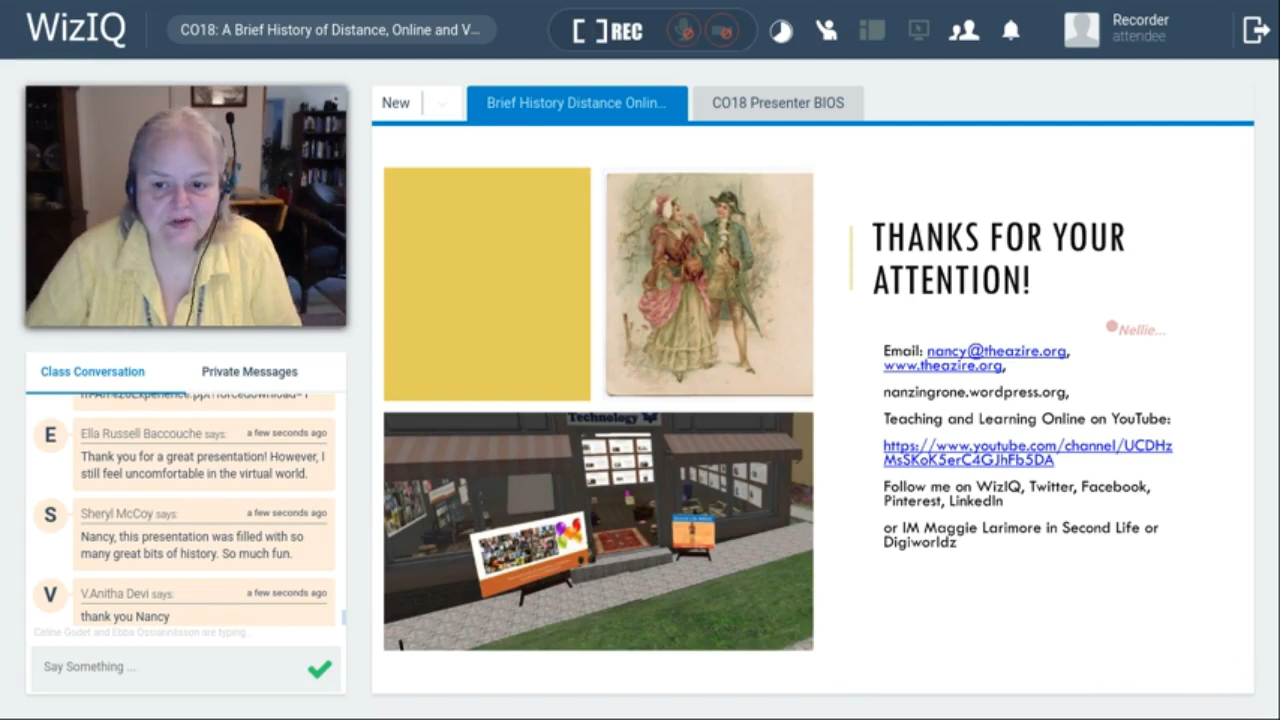 WizIQ
CO18: A Brief History of Distance, Online and V...
[ ]REC
Recorder
attendee
New
Brief History Distance Onlin...
CO18 Presenter BIOS
Class Conversation
Private Messages
E
Ella Russell Baccouche says:
a few seconds ago
Thank you for a great presentation! However, I
still feel uncomfortable in the virtual world.
S
Sheryl McCoy says:
a few seconds ago
Nancy, this presentation was filled with so
many great bits of history. So much fun.
V
V.Anitha Devi says:
a few seconds ago
thank you Nancy
Celine Godet and Ebba Ossiannilsson are typing...
Say Something ...
Technology
THANKS FOR YOUR
ATTENTION!
Nellie...
Email: nancy@theazire.org,
www.theazire.org,
nanzingrone.wordpress.org,
Teaching and Learning Online on YouTube:
https://www.youtube.com/channel/UCDHz
MsSKoK5erC4GJhFb5DA
Follow me on WizIQ, Twitter, Facebook,
Pinterest, LinkedIn
or IM Maggie Larimore in Second Life or
Digiworldz